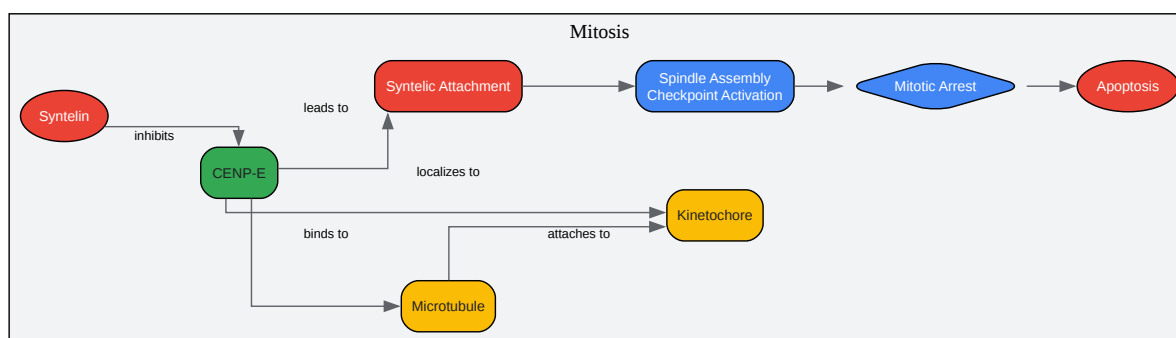 Mitosis
Syntelin
inhibits
CENP-E
leads to
Syntelic Attachment
Spindle Assembly
Checkpoint Activation
Mitotic Arrest
Apoptosis
localizes to
Kinetochore
binds to
attaches to
Microtubule